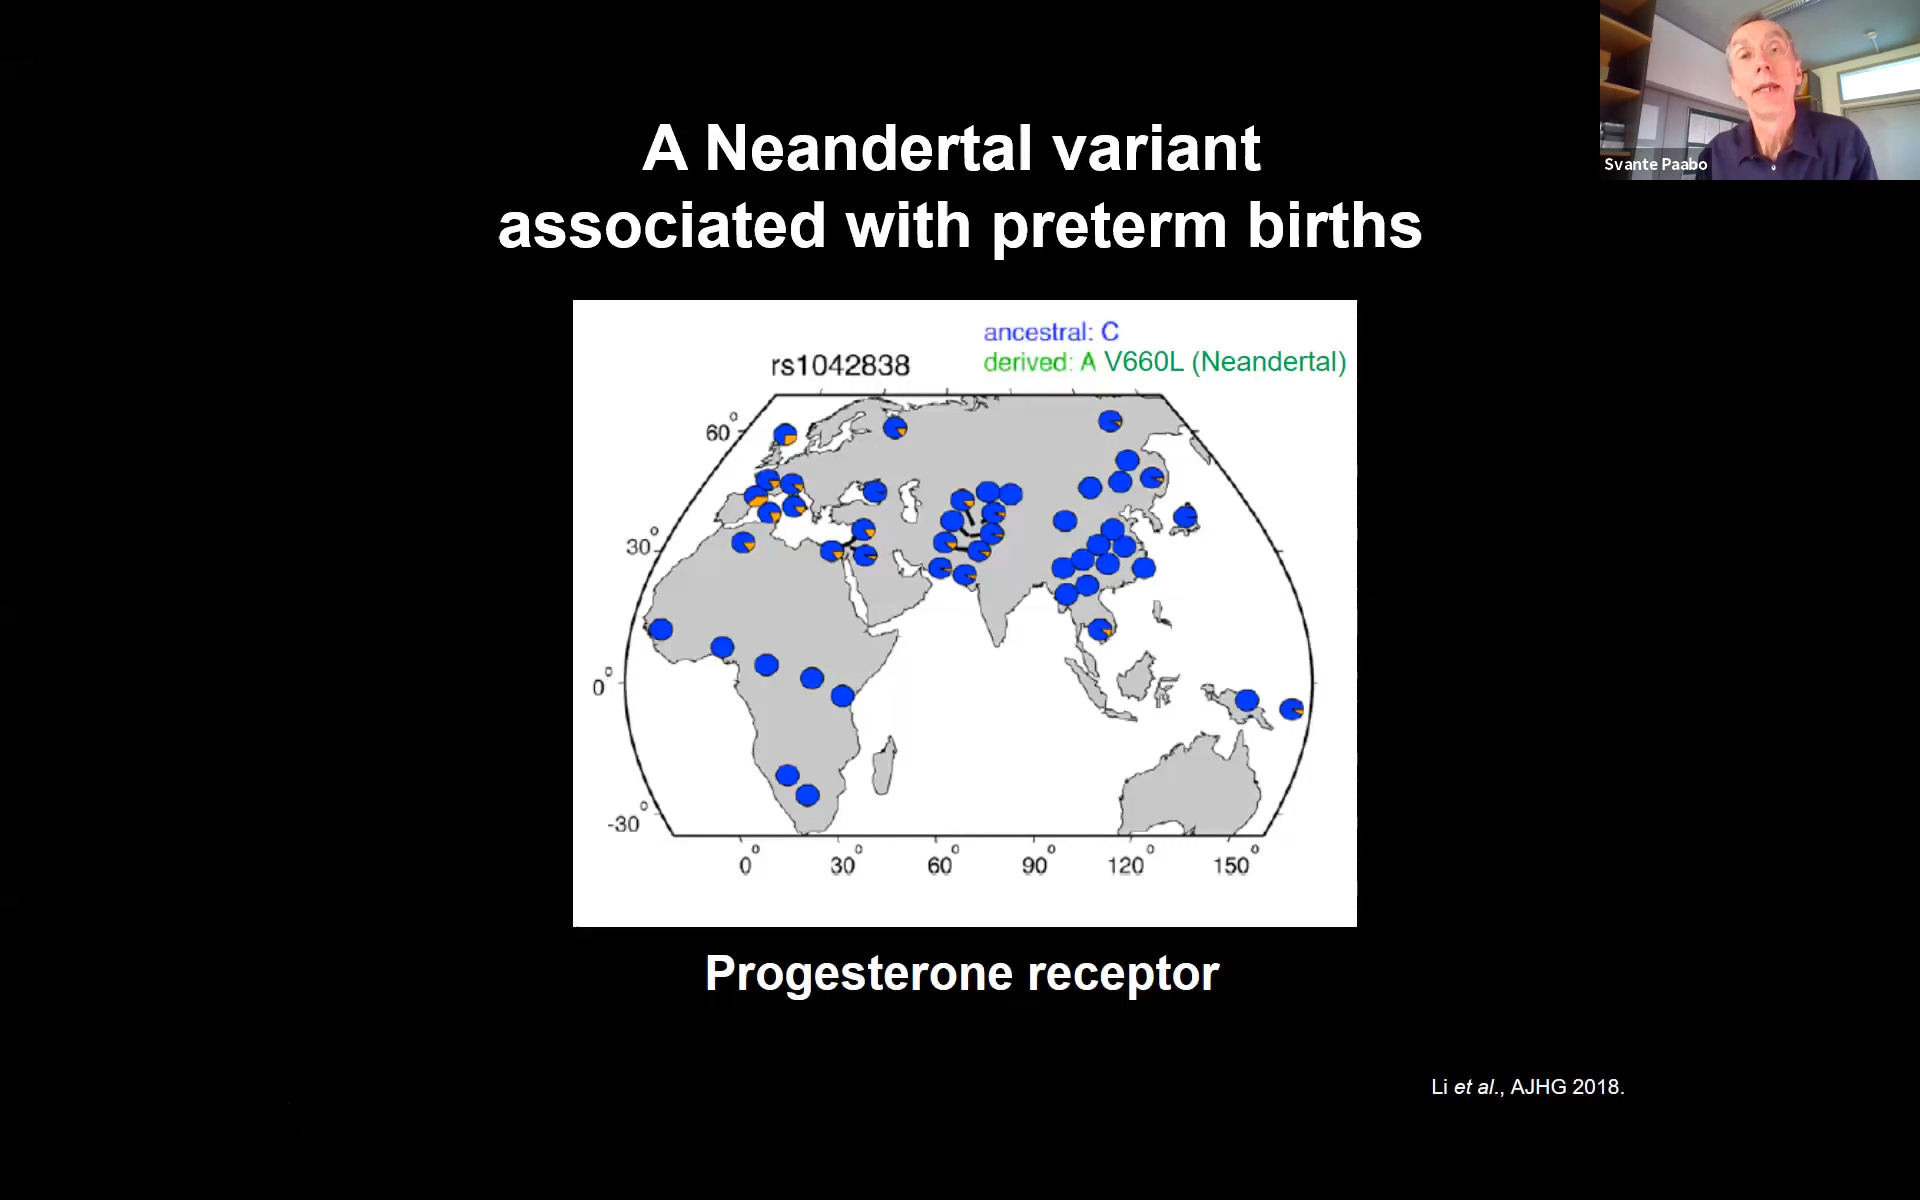 Svante Paabo
A Neandertal variant
associated with preterm births
ancestral: C
rs1042838
derived: A V660L (Neandertal)
60°
30°
0°
-30°
0° 30° 60° 90° 120° 150°
Progesterone receptor
Li et al., AJHG 2018.